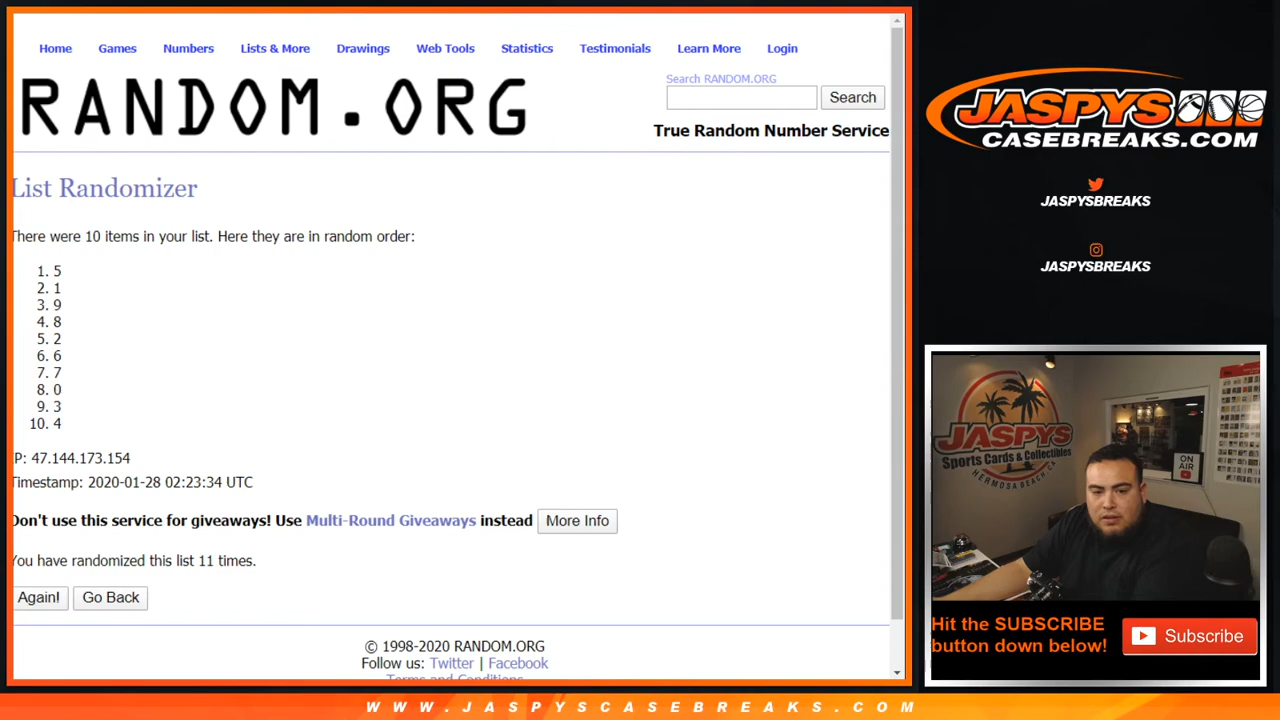 Home Games Numbers Lists & More Drawings Web Tools Statistics Testimonials Learn More Login
RANDOM.ORG
Search RANDOM.ORG
Search
True Random Number Service
List Randomizer
There were 10 items in your list. Here they are in random order:
1. 5
2. 1
3. 9
4. 8
5. 2
6. 6
7. 7
8. 0
9. 3
10. 4
IP: 47.144.173.154
Timestamp: 2020-01-28 02:23:34 UTC
Don't use this service for giveaways! Use Multi-Round Giveaways instead More Info
You have randomized this list 11 times.
Again! Go Back
© 1998-2020 RANDOM.ORG
Follow us: Twitter | Facebook
Terms and Conditions
JASPYS
CASEBREAKS.COM
JASPYSBREAKS
JASPYSBREAKS
JASPYS
Sports Cards & Collectibles
HERMOSA BEACH, CA
ON
AIR
Hit the SUBSCRIBE
button down below!
Subscribe
WWW.JASPYSCASEBREAKS.COM